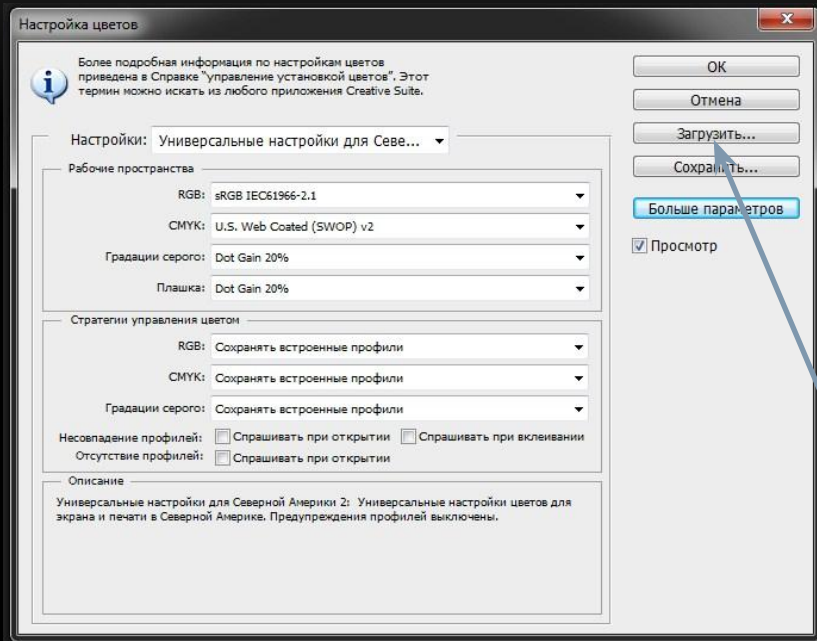 Настройка цветов
Более подробная информация по настройкам цветов
приведена в Справке "управление установкой цветов". Этот
термин можно искать из любого приложения Creative Suite.
Настройки: Универсальные настройки для Севе...
Рабочие пространства
RGB: sRGB IEC61966-2.1
CMYK: U.S. Web Coated (SWOP) v2
Градации серого: Dot Gain 20%
Плашка: Dot Gain 20%
Стратегии управления цветом
RGB: Сохранять встроенные профили
CMYK: Сохранять встроенные профили
Градации серого: Сохранять встроенные профили
Несовпадение профилей: Спрашивать при открытии Спрашивать при вклеивании
Отсутствие профилей: Спрашивать при открытии
Описание
Универсальные настройки для Северной Америки 2: Универсальные настройки цветов для
экрана и печати в Северной Америке. Предупреждения профилей выключены.
OK
Отмена
Загрузить...
Сохранить...
Больше параметров
Просмотр